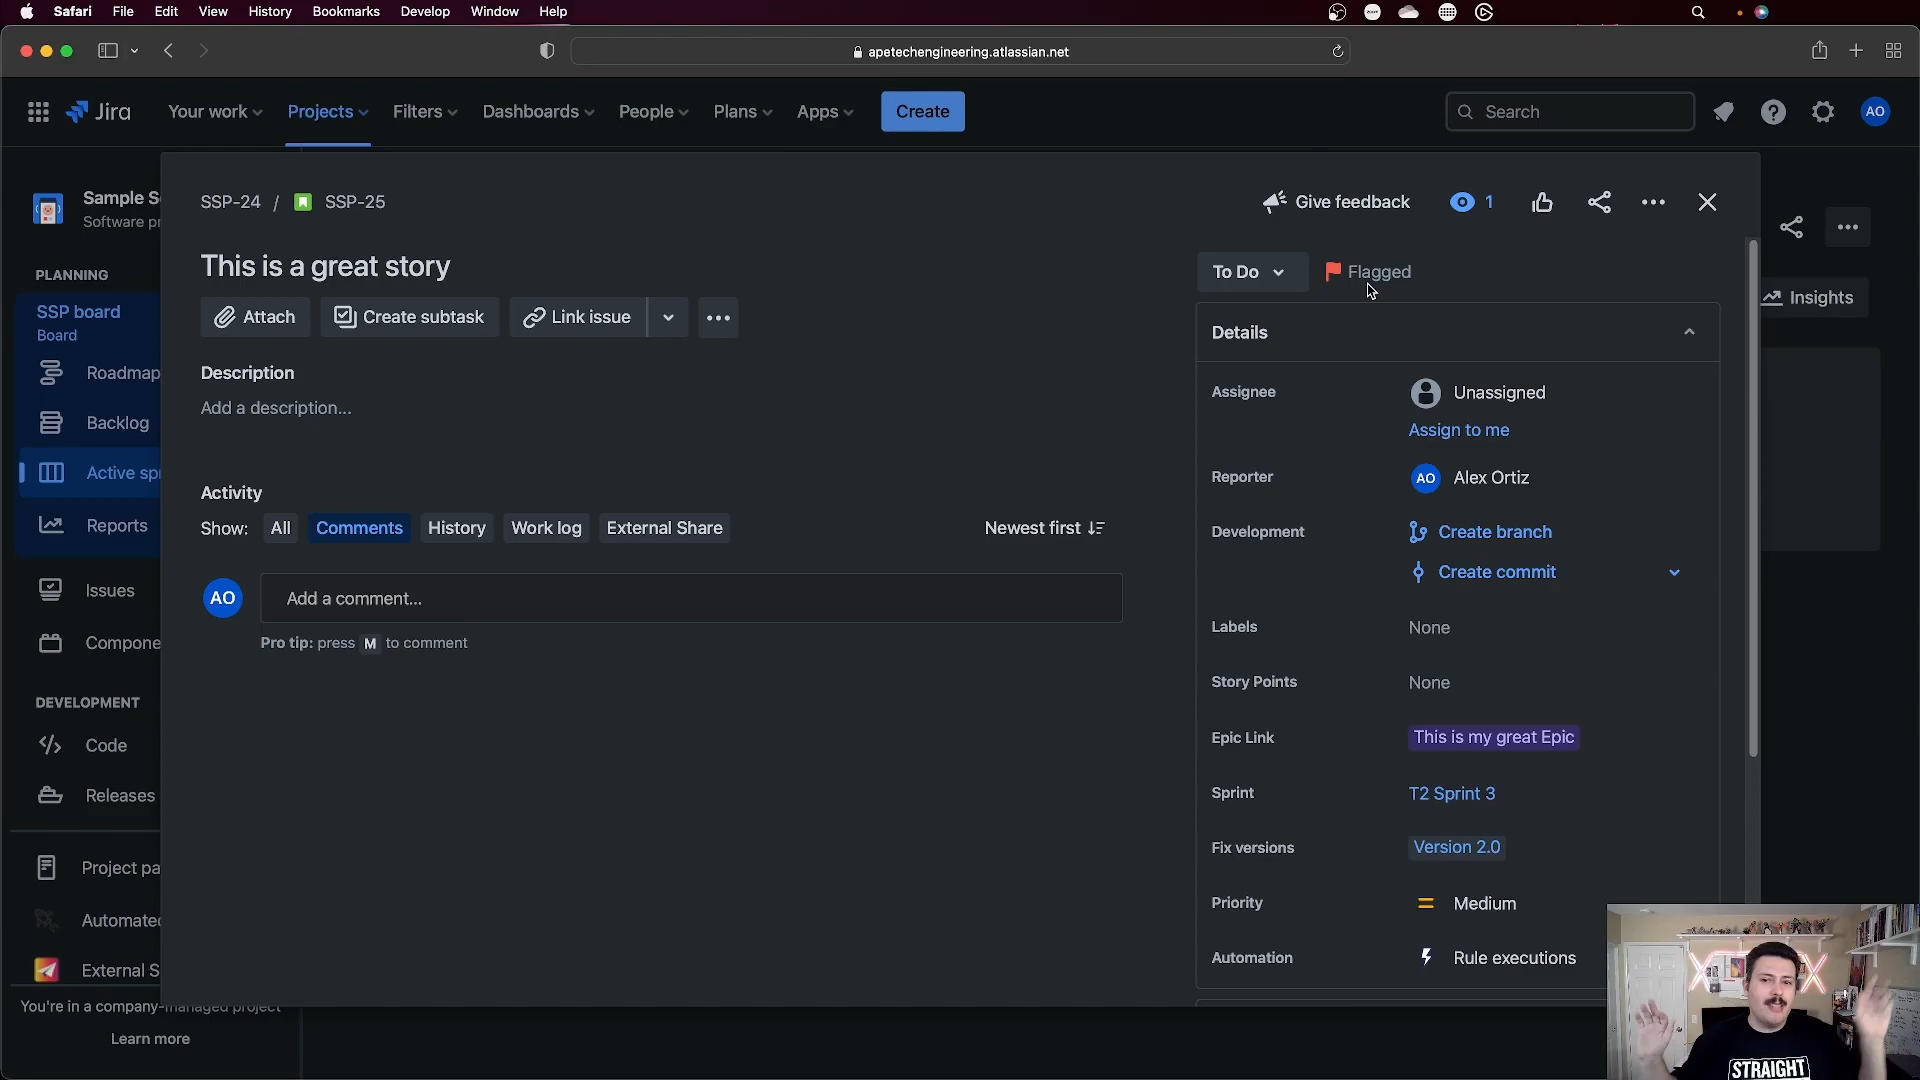 Safari File Edit View History Bookmarks Develop Window Help
apetechengineering.atlassian.net
Jira Your work Projects Filters Dashboards People Plans Apps Create Search AO
Sample S
Software pr
PLANNING
SSP board
Board
Roadmap
Backlog
Active spr
Reports
Issues
Compone
DEVELOPMENT
Code
Releases
Project pa
Automated
External S
You're in a company-managed project
Learn more
SSP-24 / SSP-25
Give feedback 1
This is a great story
Attach Create subtask Link issue
Description
Add a description...
Activity
Show: All Comments History Work log External Share Newest first
AO Add a comment...
Pro tip: press M to comment
To Do Flagged
Details
Assignee Unassigned
Assign to me
Reporter AO Alex Ortiz
Development Create branch
Create commit
Labels None
Story Points None
Epic Link This is my great Epic
Sprint T2 Sprint 3
Fix versions Version 2.0
Priority Medium
Automation Rule executions
Insights
STRAIGHT